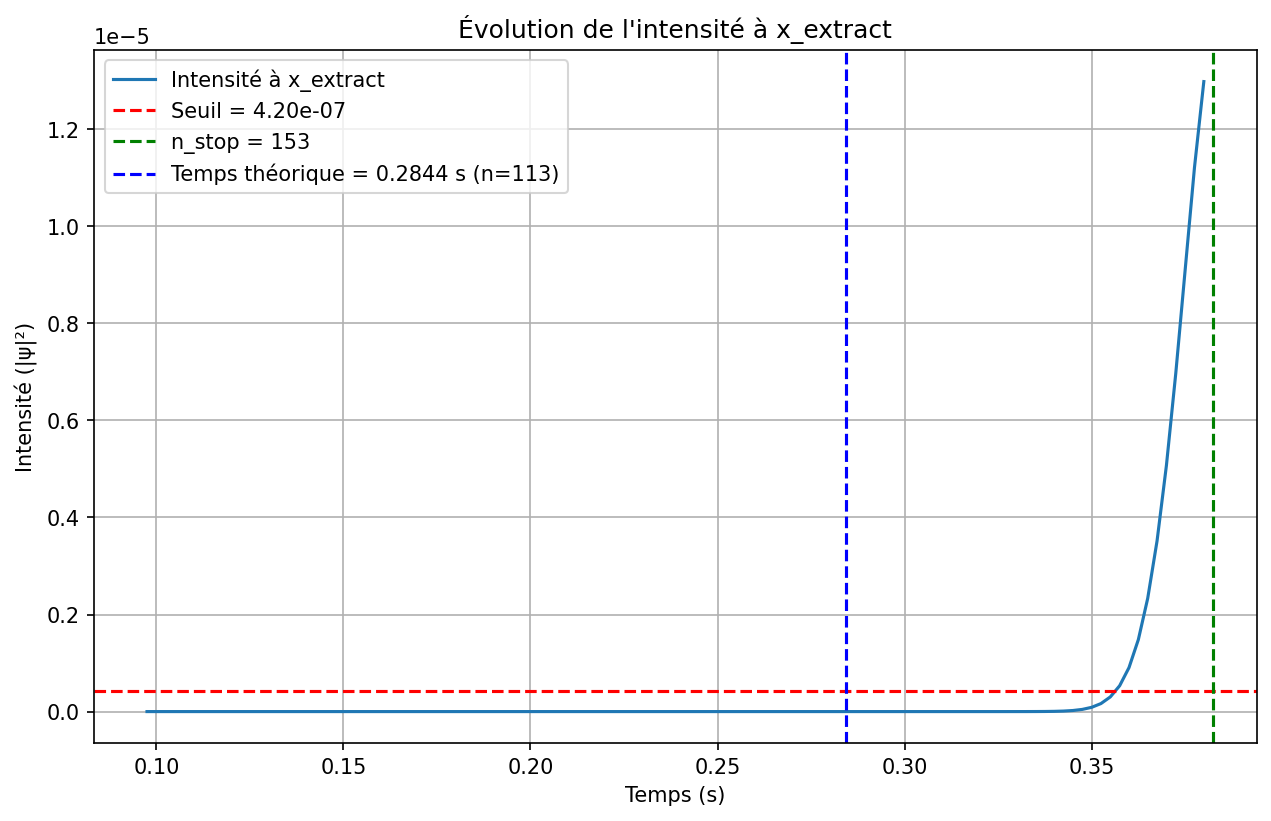 Évolution de l'intensité à x_extract
1e−5
Intensité à x_extract
Seuil = 4.20e-07
n_stop = 153
Temps théorique = 0.2844 s (n=113)
1.2
1.0
0.8
0.6
0.4
0.2
0.0
Intensité (|ψ|²)
0.10 0.15 0.20 0.25 0.30 0.35
Temps (s)